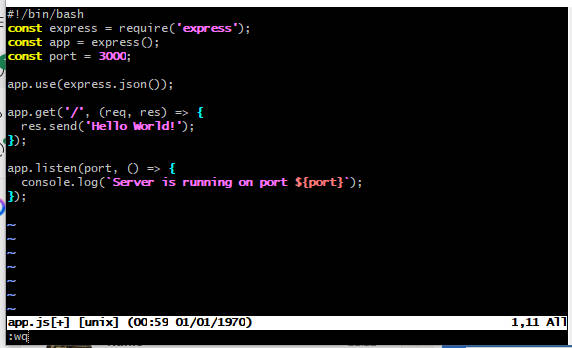 #!/bin/bash
const express = require('express');
const app = express();
const port = 3000;
app.use(express.json());
app.get('/', (req, res) => {
  res.send('Hello World!');
});
app.listen(port, () => {
  console.log(`Server is running on port ${port}`);
});
~
~
~
~
~
~
~
app.js[+] [unix] (00:59 01/01/1970) 1,11 All
:wq